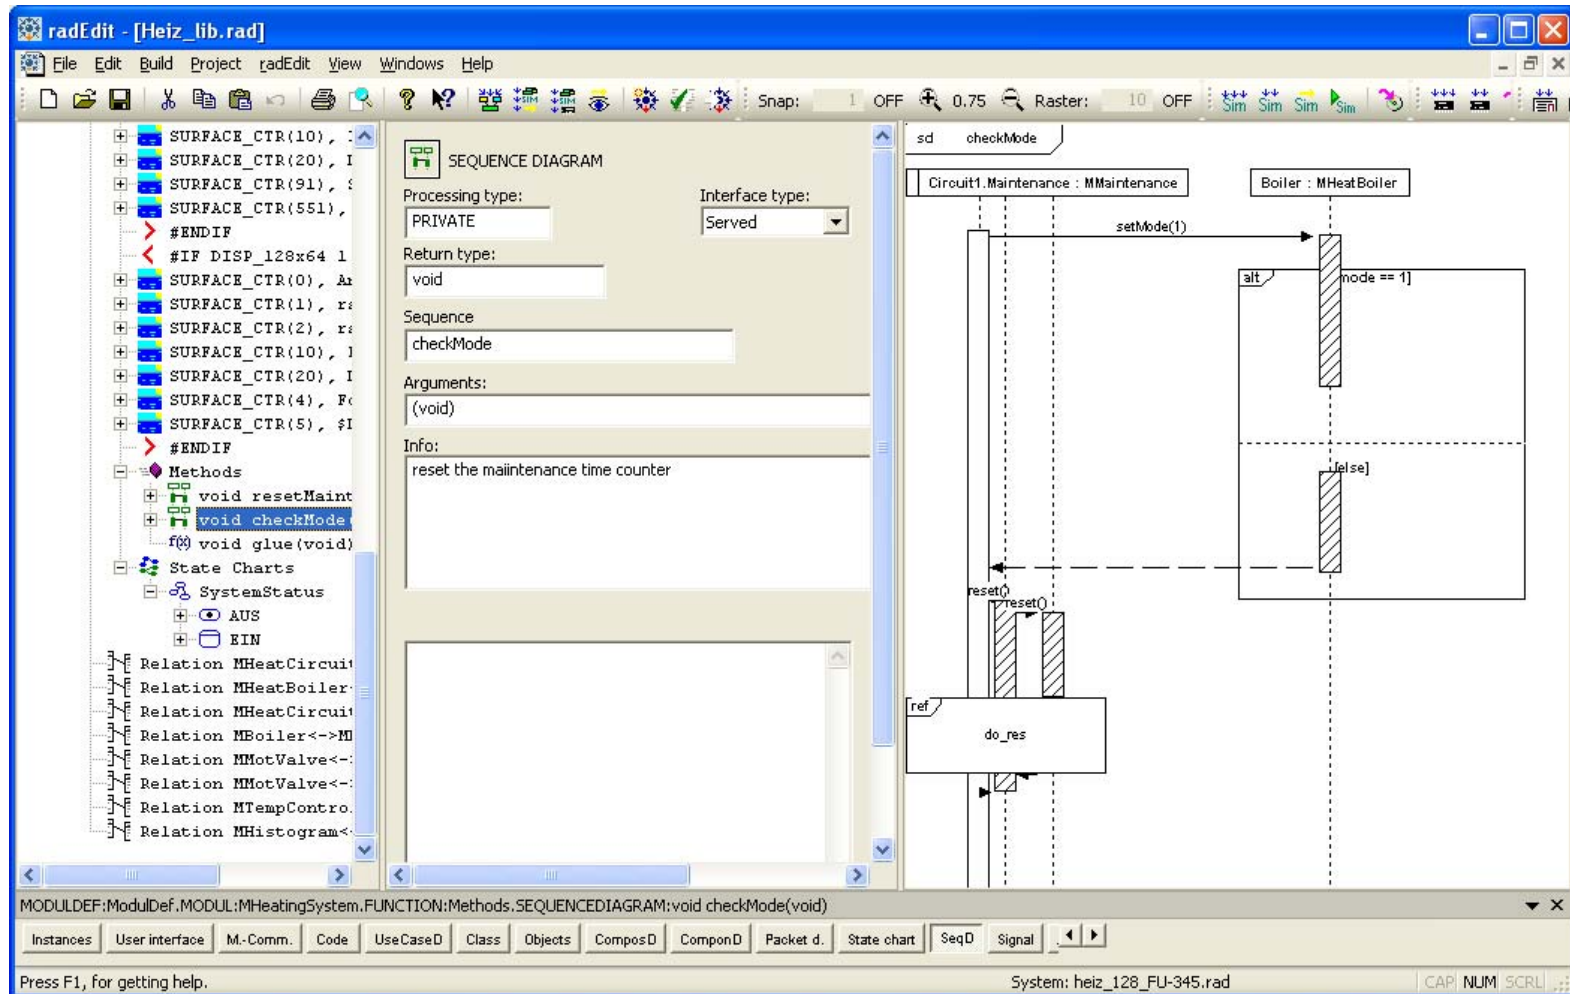 radEdit - [Heiz_lib.rad]
File Edit Build Project radEdit View Windows Help
Snap: 1 OFF 0.75 Raster: 10 OFF Sim Sim Sim Sim
SURFACE_CTR(10),
SURFACE_CTR(20),
SURFACE_CTR(91),
SURFACE_CTR(551),
#ENDIF
#IF DISP_128x64 1
SURFACE_CTR(0),
SURFACE_CTR(1),
SURFACE_CTR(2),
SURFACE_CTR(10),
SURFACE_CTR(20),
SURFACE_CTR(4),
SURFACE_CTR(5),
#ENDIF
Methods
void resetMaint
void checkMode(
f(x) void glue(void)
State Charts
SystemStatus
AUS
EIN
Relation MHeatCircuit
Relation MHeatBoiler
Relation MHeatCircuit
Relation MBoiler<->M
Relation MMotValve<-
Relation MMotValve<-
Relation MTempContro
Relation MHistogram<
SEQUENCE DIAGRAM
Processing type:
PRIVATE
Interface type:
Served
Return type:
void
Sequence
checkMode
Arguments:
(void)
Info:
reset the maiintenance time counter
sd checkMode
Circuit1.Maintenance : MMaintenance
Boiler : MHeatBoiler
setMode(1)
alt
mode == 1]
[else]
reset()
reset()
ref
do_res
MODULDEF:ModulDef.MODUL:MHeatingSystem.FUNCTION:Methods.SEQUENCEDIAGRAM:void checkMode(void)
Instances User interface M.-Comm. Code UseCaseD Class Objects ComposD ComponD Packet d. State chart SeqD Signal
Press F1, for getting help.
System: heiz_128_FU-345.rad
CAP NUM SCRL